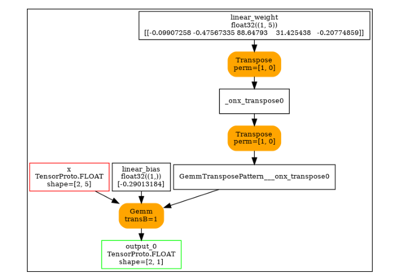 linear_weight
float32((1, 5))
[[-0.09907258 -0.47567335 88.64793    31.425438   -0.20774859]]
Transpose
perm=[1, 0]
_onx_transpose0
Transpose
perm=[1, 0]
x
TensorProto.FLOAT
shape=[2, 5]
linear_bias
float32((1,))
[-0.29013184]
GemmTransposePattern___onx_transpose0
Gemm
transB=1
output_0
TensorProto.FLOAT
shape=[2, 1]